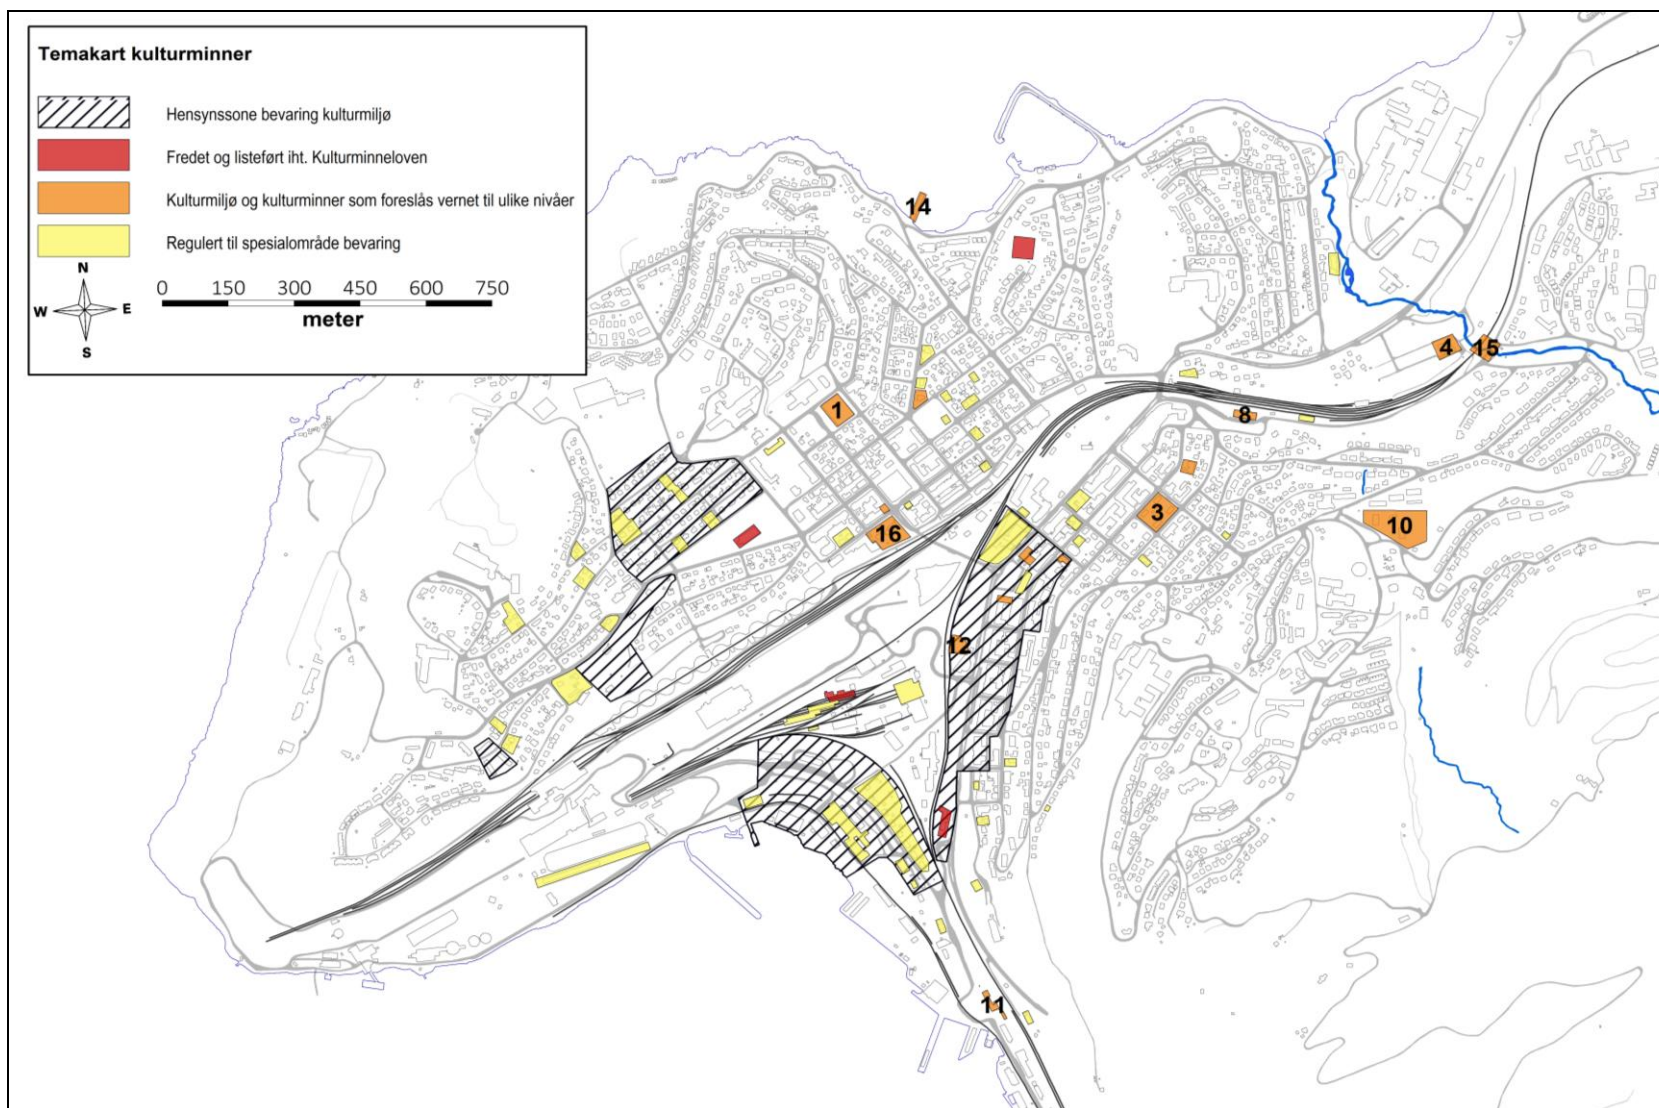 Temakart kulturminner
Hensynssone bevaring kulturmiljø
Fredet og listeført iht. Kulturminneloven
Kulturmiljø og kulturminner som foreslås vernet til ulike nivåer
Regulert til spesialområde bevaring
N
W E
S
0 150 300 450 600 750
meter
14
4 15
1
8
3
16
10
12
11